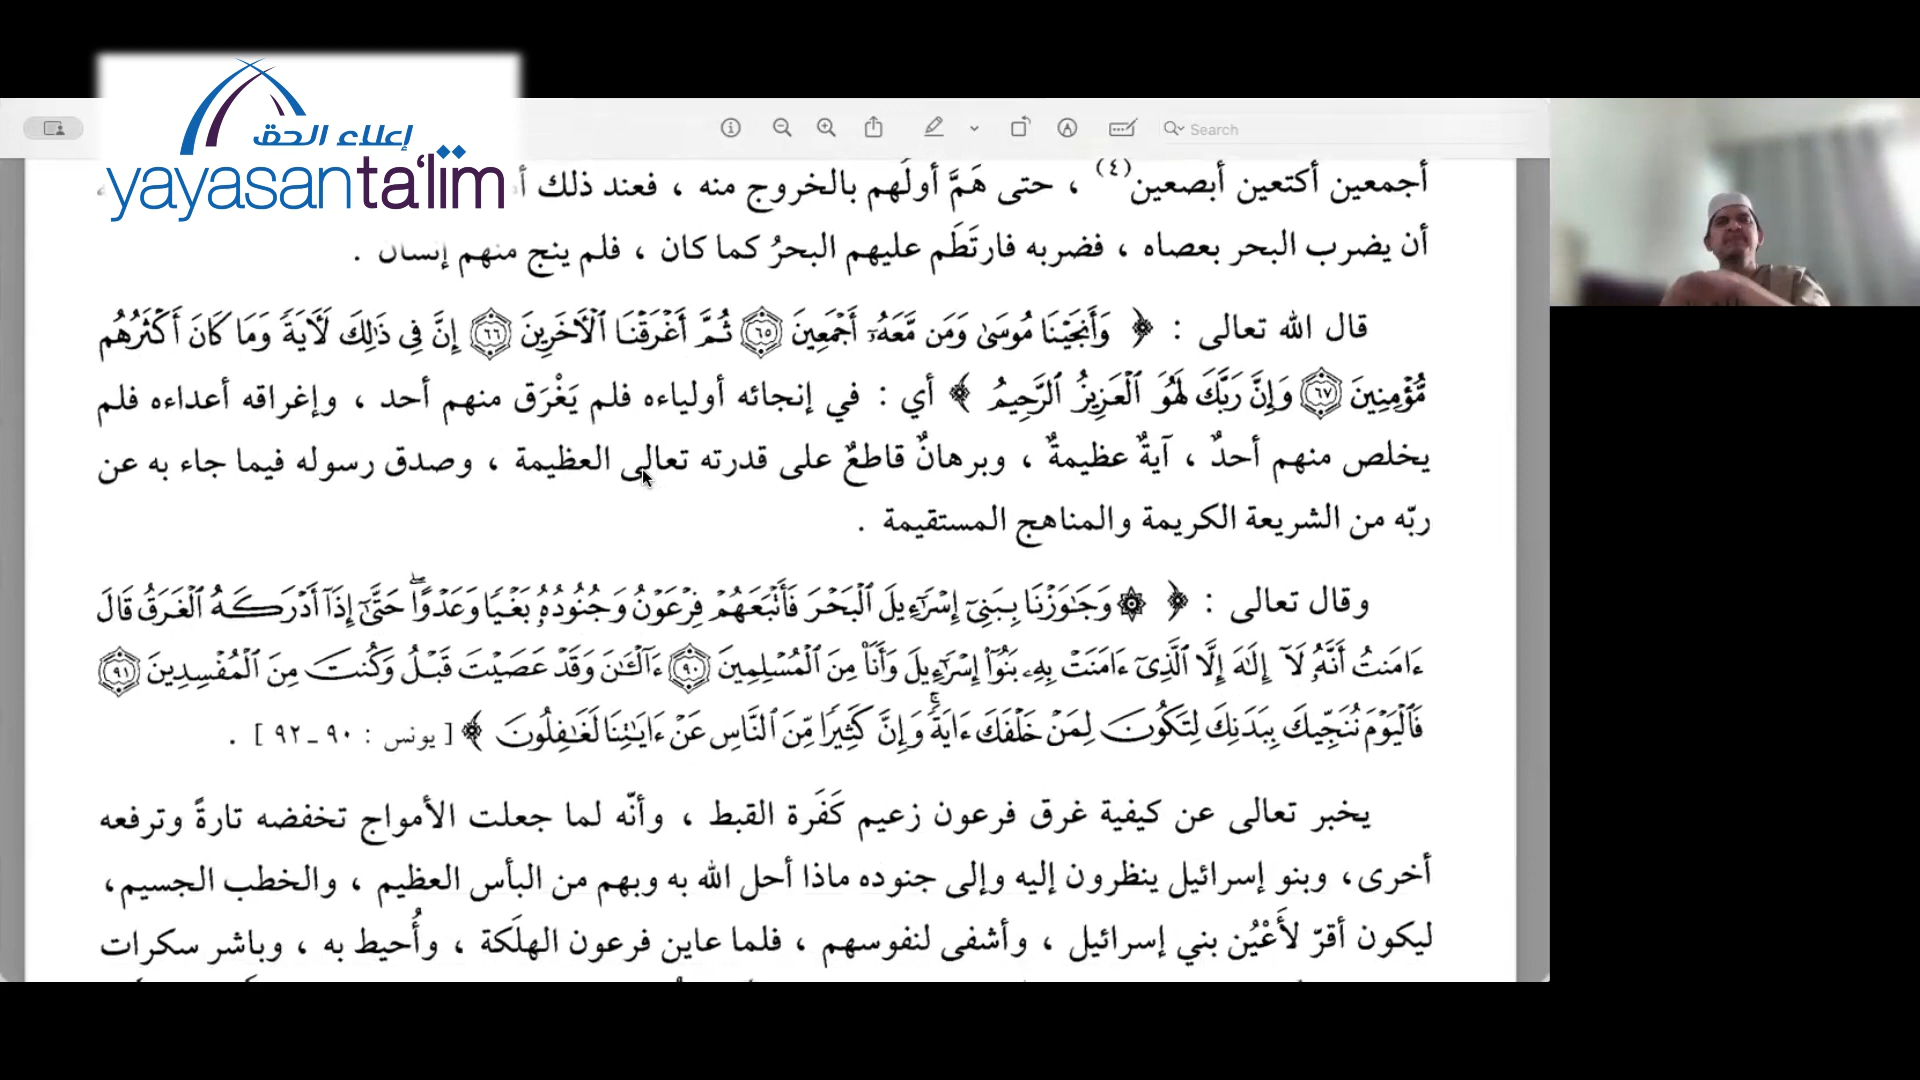 إعلاء الحق
yayasanta'lim
Search
أجمعين أكتعين أبصعين(٤) ، حتى هَمَّ أولُهم بالخروج منه ، فعند ذلك
أن يضرب البحر بعصاه ، فضربه فارتَطَم عليهم البحرُ كما كان ، فلم ينج منهم إنسان .
قال الله تعالى : ﴿ وَأَنجَيْنَا مُوسَىٰ وَمَن مَّعَهُۥٓ أَجْمَعِينَ ٦٥ ثُمَّ أَغْرَقْنَا ٱلْـَٔاخَرِينَ ٦٦ إِنَّ فِى ذَٰلِكَ لَـَٔايَةً وَمَا كَانَ أَكْثَرُهُم
مُّؤْمِنِينَ ٦٧ وَإِنَّ رَبَّكَ لَهُوَ ٱلْعَزِيزُ ٱلرَّحِيمُ ﴾ أي : في إنجائه أولياءه فلم يَغْرَق منهم أحد ، وإغراقه أعداءه فلم
يخلص منهم أحدٌ ، آيةٌ عظيمةٌ ، وبرهانٌ قاطعٌ على قدرته تعالى العظيمة ، وصدق رسوله فيما جاء به عن
ربّه من الشريعة الكريمة والمناهج المستقيمة .
وقال تعالى : ﴿ ۞ وَجَٰوَزْنَا بِبَنِىٓ إِسْرَٰٓءِيلَ ٱلْبَحْرَ فَأَتْبَعَهُمْ فِرْعَوْنُ وَجُنُودُهُۥ بَغْيًا وَعَدْوًا ۖ حَتَّىٰٓ إِذَآ أَدْرَكَهُ ٱلْغَرَقُ قَالَ
ءَامَنتُ أَنَّهُۥ لَآ إِلَٰهَ إِلَّا ٱلَّذِىٓ ءَامَنَتْ بِهِۦ بَنُوٓا۟ إِسْرَٰٓءِيلَ وَأَنَا۠ مِنَ ٱلْمُسْلِمِينَ ٩٠ ءَآلْـَٰٔنَ وَقَدْ عَصَيْتَ قَبْلُ وَكُنتَ مِنَ ٱلْمُفْسِدِينَ ٩١
فَٱلْيَوْمَ نُنَجِّيكَ بِبَدَنِكَ لِتَكُونَ لِمَنْ خَلْفَكَ ءَايَةً ۚ وَإِنَّ كَثِيرًا مِّنَ ٱلنَّاسِ عَنْ ءَايَٰتِنَا لَغَٰفِلُونَ ﴾ [ يونس : ٩٠ـ٩٢ ] .
يخبر تعالى عن كيفية غرق فرعون زعيم كَفَرة القبط ، وأنّه لما جعلت الأمواج تخفضه تارةً وترفعه
أخرى، وبنو إسرائيل ينظرون إليه وإلى جنوده ماذا أحل الله به وبهم من البأس العظيم ، والخطب الجسيم،
ليكون أقرّ لأَعْيُن بني إسرائيل ، وأشفى لنفوسهم ، فلما عاين فرعون الهلَكة ، وأُحيط به ، وباشر سكرات